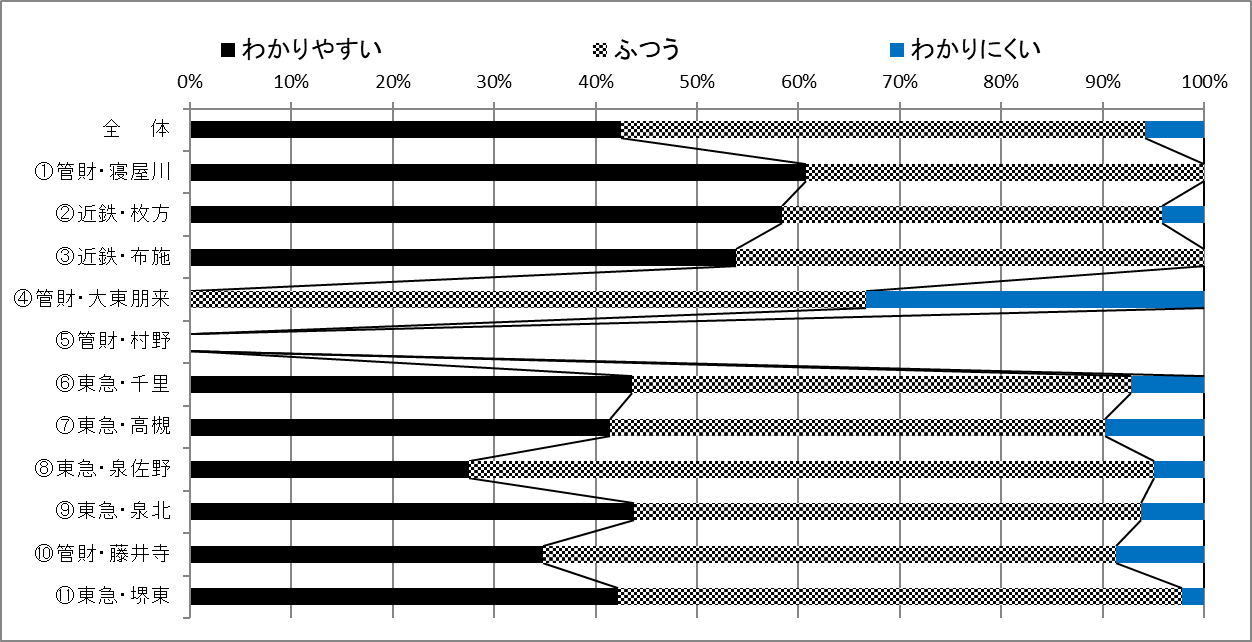 わかりやすい ふつう わかりにくい
0% 10% 20% 30% 40% 50% 60% 70% 80% 90% 100%
全 体
①管財・寝屋川
②近鉄・枚方
③近鉄・布施
④管財・大東朋来
⑤管財・村野
⑥東急・千里
⑦東急・高槻
⑧東急・泉佐野
⑨東急・泉北
⑩管財・藤井寺
⑪東急・堺東